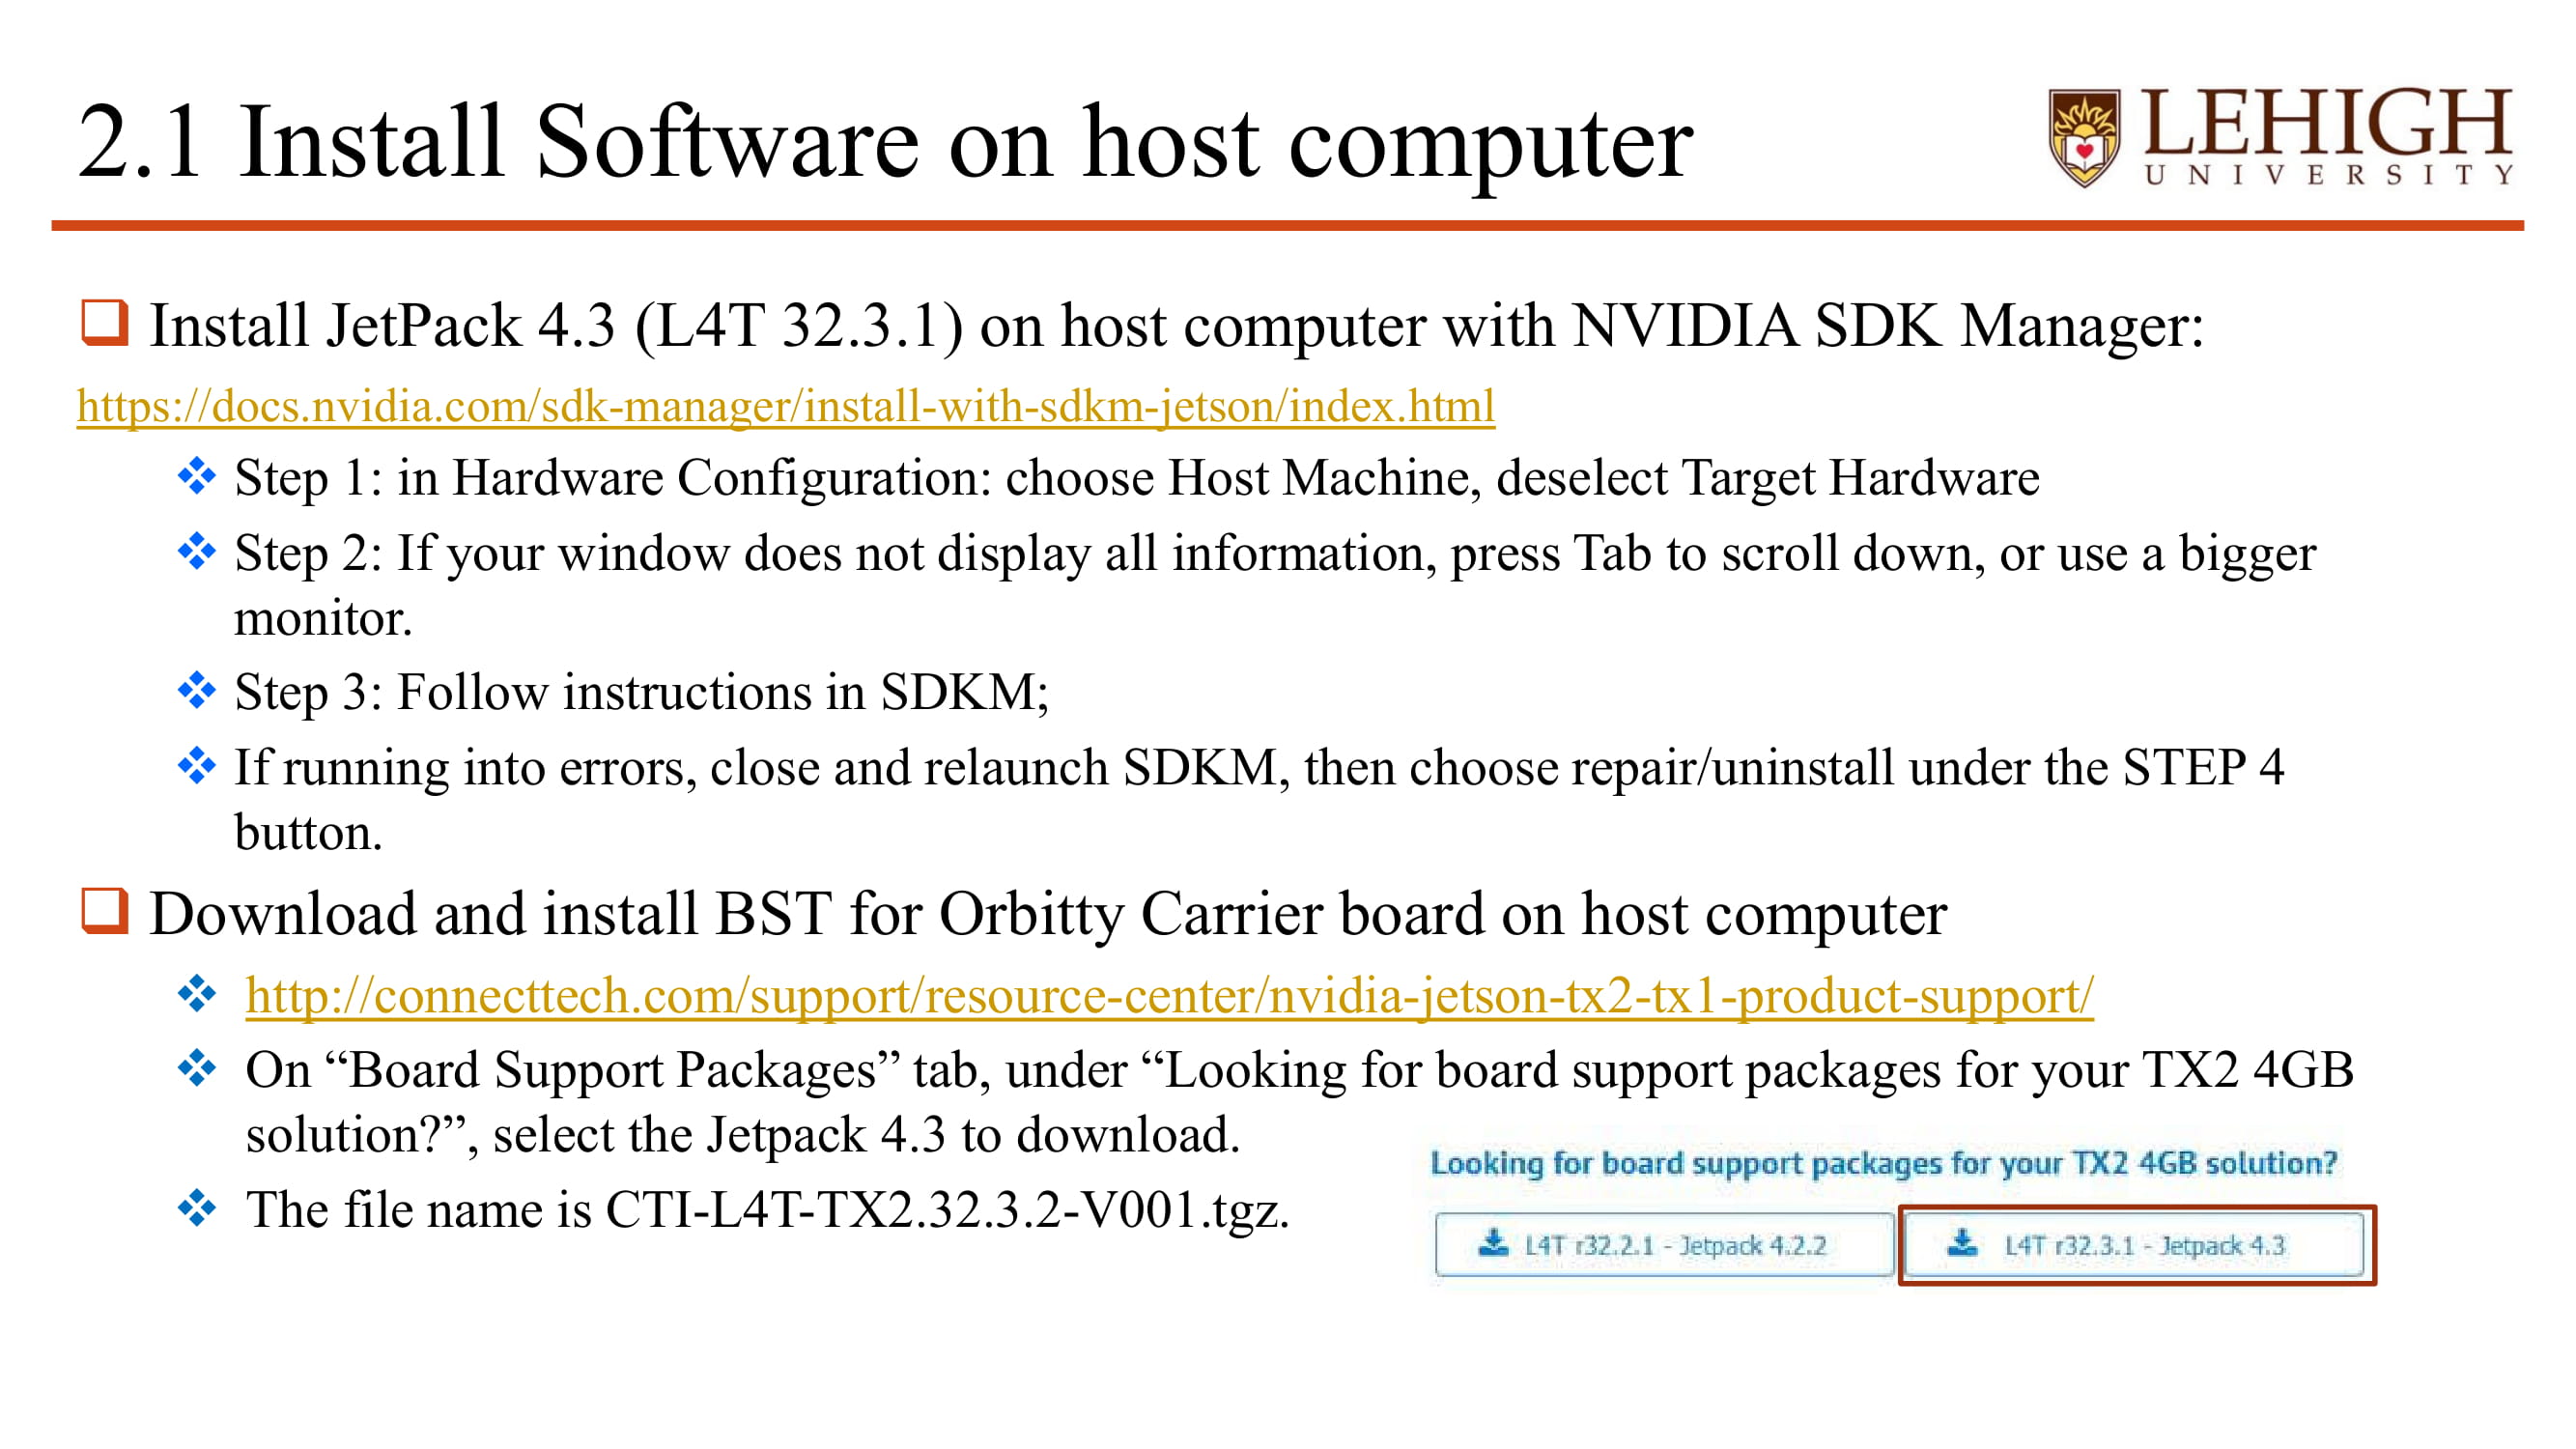 2.1 Install Software on host computer
LEHIGH
UNIVERSITY
Install JetPack 4.3 (L4T 32.3.1) on host computer with NVIDIA SDK Manager:
https://docs.nvidia.com/sdk-manager/install-with-sdkm-jetson/index.html
Step 1: in Hardware Configuration: choose Host Machine, deselect Target Hardware
Step 2: If your window does not display all information, press Tab to scroll down, or use a bigger
monitor.
Step 3: Follow instructions in SDKM;
If running into errors, close and relaunch SDKM, then choose repair/uninstall under the STEP 4
button.
Download and install BST for Orbitty Carrier board on host computer
http://connecttech.com/support/resource-center/nvidia-jetson-tx2-tx1-product-support/
On “Board Support Packages” tab, under “Looking for board support packages for your TX2 4GB
solution?”, select the Jetpack 4.3 to download.
The file name is CTI-L4T-TX2.32.3.2-V001.tgz.
Looking for board support packages for your TX2 4GB solution?
L4T r32.2.1 - Jetpack 4.2.2
L4T r32.3.1 - Jetpack 4.3